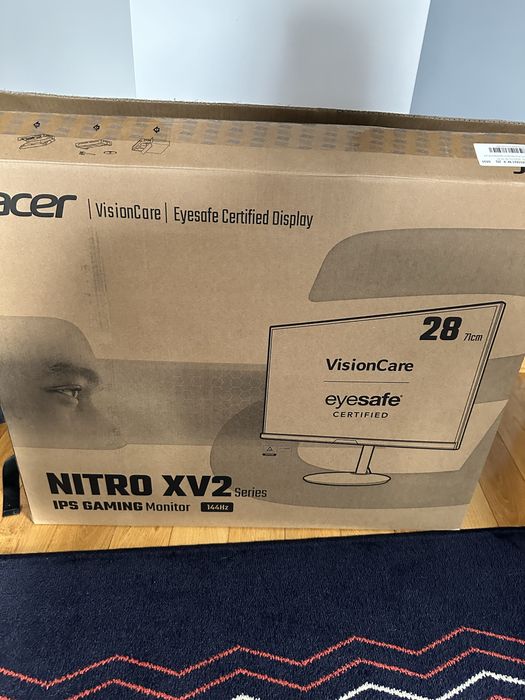 acer | VisionCare | Eyesafe Certified Display
28 71cm
VisionCare
eyesafe®
CERTIFIED
NITRO XV2 Series
IPS GAMING Monitor 144Hz